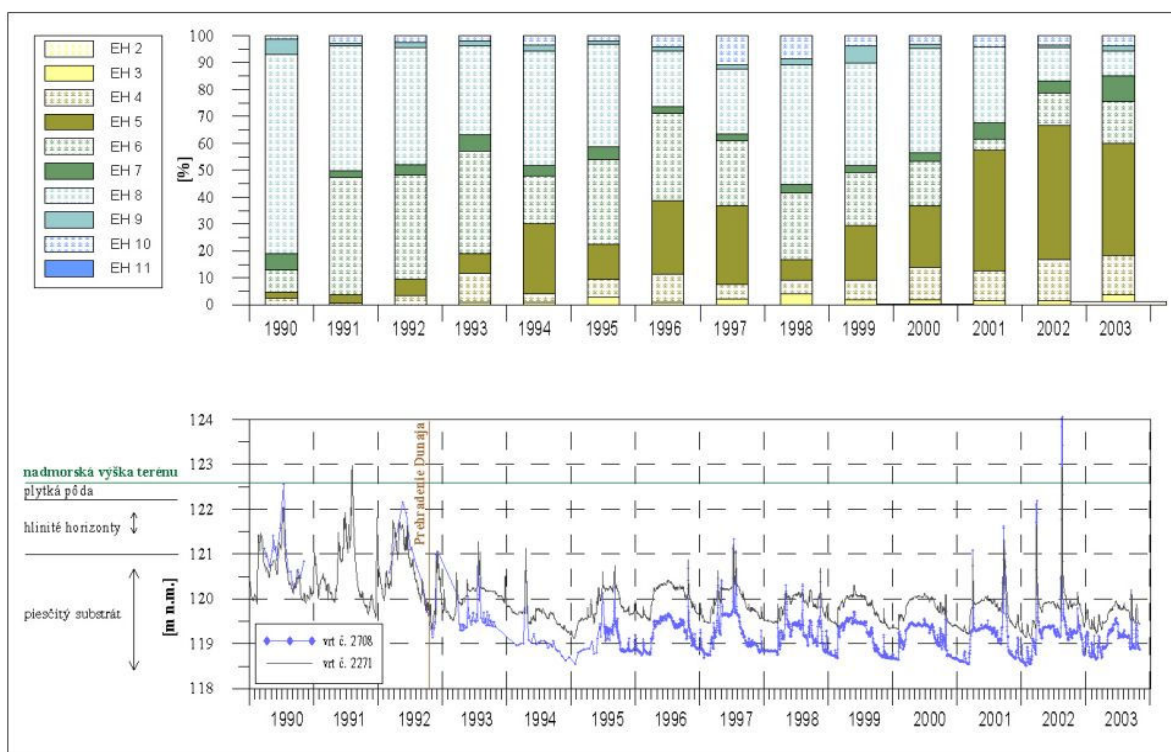 EH 2
EH 3
EH 4
EH 5
EH 6
EH 7
EH 8
EH 9
EH 10
EH 11
[%]
100
90
80
70
60
50
40
30
20
10
0
1990 1991 1992 1993 1994 1995 1996 1997 1998 1999 2000 2001 2002 2003
nadmorská výška terénu
plytká pôda
hlinité horizonty
piesčitý substrát
[m n.m.]
124
123
122
121
120
119
118
Prehradenie Dunaja
vrt č. 2708
vrt č. 2271
1990 1991 1992 1993 1994 1995 1996 1997 1998 1999 2000 2001 2002 2003